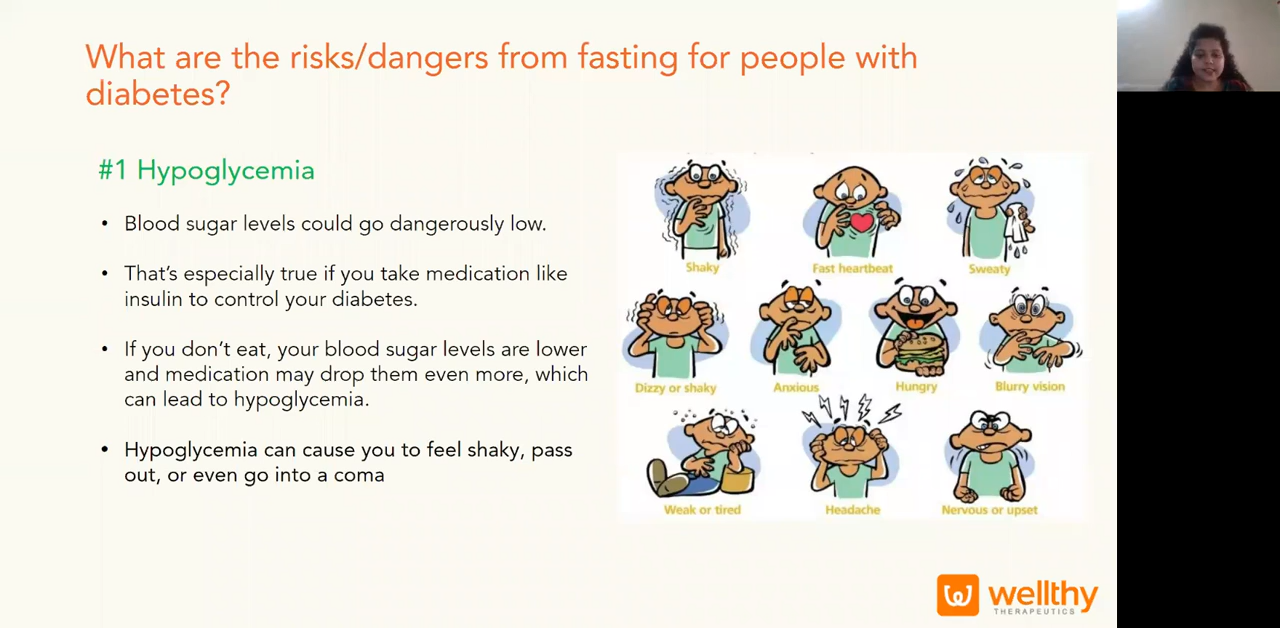 What are the risks/dangers from fasting for people with
diabetes?
#1 Hypoglycemia
• Blood sugar levels could go dangerously low.
• That's especially true if you take medication like
insulin to control your diabetes.
• If you don't eat, your blood sugar levels are lower
and medication may drop them even more, which
can lead to hypoglycemia.
• Hypoglycemia can cause you to feel shaky, pass
out, or even go into a coma
Shaky
Fast heartbeat
Sweaty
Dizzy or shaky
Anxious
Hungry
Blurry vision
Weak or tired
Headache
Nervous or upset
wellthy
THERAPEUTICS